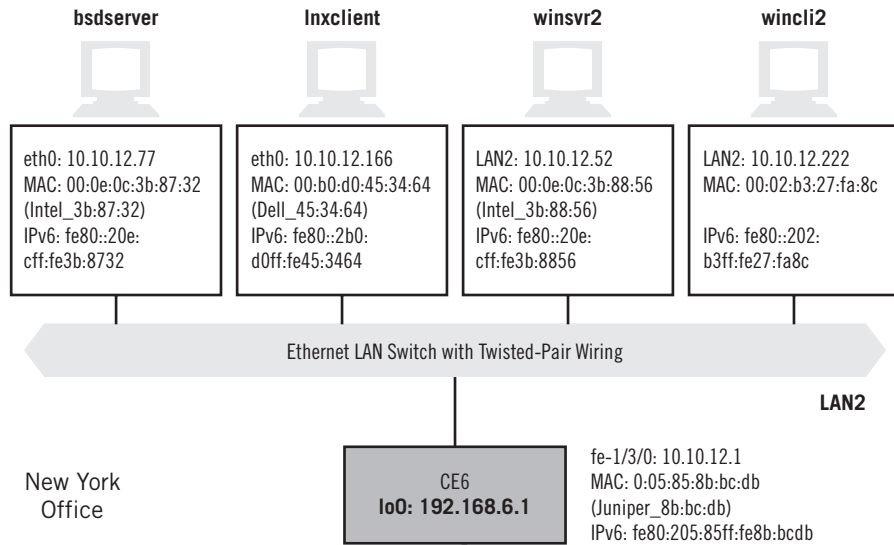 bsdserver
lnxclient
winsvr2
wincli2
eth0: 10.10.12.77
MAC: 00:0e:0c:3b:87:32
(Intel_3b:87:32)
IPv6: fe80::20e:
cff:fe3b:8732
eth0: 10.10.12.166
MAC: 00:b0:d0:45:34:64
(Dell_45:34:64)
IPv6: fe80::2b0:
d0ff:fe45:3464
LAN2: 10.10.12.52
MAC: 00:0e:0c:3b:88:56
(Intel_3b:88:56)
IPv6: fe80::20e:
cff:fe3b:8856
LAN2: 10.10.12.222
MAC: 00:02:b3:27:fa:8c
IPv6: fe80::202:
b3ff:fe27:fa8c
Ethernet LAN Switch with Twisted-Pair Wiring
LAN2
New York
Office
CE6
lo0: 192.168.6.1
fe-1/3/0: 10.10.12.1
MAC: 0:05:85:8b:bc:db
(Juniper_8b:bc:db)
IPv6: fe80:205:85ff:fe8b:bcdb